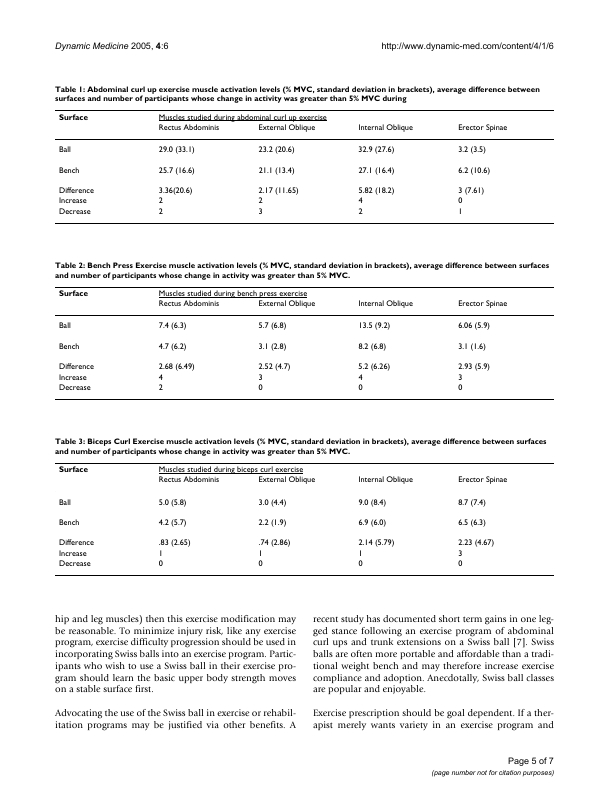 Dynamic Medicine 2005, 4:6 http://www.dynamic-med.com/content/4/1/6
Table 1: Abdominal curl up exercise muscle activation levels (% MVC, standard deviation in brackets), average difference between
surfaces and number of participants whose change in activity was greater than 5% MVC during
Surface Muscles studied during abdominal curl up exercise
Rectus Abdominis External Oblique Internal Oblique Erector Spinae
Ball 29.0 (33.1) 23.2 (20.6) 32.9 (27.6) 3.2 (3.5)
Bench 25.7 (16.6) 21.1 (13.4) 27.1 (16.4) 6.2 (10.6)
Difference 3.36(20.6) 2.17 (11.65) 5.82 (18.2) 3 (7.61)
Increase 2 2 4 0
Decrease 2 3 2 1
Table 2: Bench Press Exercise muscle activation levels (% MVC, standard deviation in brackets), average difference between surfaces
and number of participants whose change in activity was greater than 5% MVC.
Surface Muscles studied during bench press exercise
Rectus Abdominis External Oblique Internal Oblique Erector Spinae
Ball 7.4 (6.3) 5.7 (6.8) 13.5 (9.2) 6.06 (5.9)
Bench 4.7 (6.2) 3.1 (2.8) 8.2 (6.8) 3.1 (1.6)
Difference 2.68 (6.49) 2.52 (4.7) 5.2 (6.26) 2.93 (5.9)
Increase 4 3 4 3
Decrease 2 0 0 0
Table 3: Biceps Curl Exercise muscle activation levels (% MVC, standard deviation in brackets), average difference between surfaces
and number of participants whose change in activity was greater than 5% MVC.
Surface Muscles studied during biceps curl exercise
Rectus Abdominis External Oblique Internal Oblique Erector Spinae
Ball 5.0 (5.8) 3.0 (4.4) 9.0 (8.4) 8.7 (7.4)
Bench 4.2 (5.7) 2.2 (1.9) 6.9 (6.0) 6.5 (6.3)
Difference .83 (2.65) .74 (2.86) 2.14 (5.79) 2.23 (4.67)
Increase 1 1 1 3
Decrease 0 0 0 0
hip and leg muscles) then this exercise modification may
be reasonable. To minimize injury risk, like any exercise
program, exercise difficulty progression should be used in
incorporating Swiss balls into an exercise program. Partic-
ipants who wish to use a Swiss ball in their exercise pro-
gram should learn the basic upper body strength moves
on a stable surface first.
Advocating the use of the Swiss ball in exercise or rehabil-
itation programs may be justified via other benefits. A
recent study has documented short term gains in one leg-
ged stance following an exercise program of abdominal
curl ups and trunk extensions on a Swiss ball [7]. Swiss
balls are often more portable and affordable than a tradi-
tional weight bench and may therefore increase exercise
compliance and adoption. Anecdotally, Swiss ball classes
are popular and enjoyable.
Exercise prescription should be goal dependent. If a ther-
apist merely wants variety in an exercise program and
Page 5 of 7
(page number not for citation purposes)